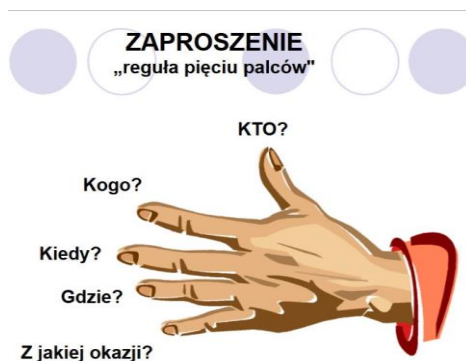 ZAPROSZENIE
„reguła pięciu palców"
KTO?
Kogo?
Kiedy?
Gdzie?
Z jakiej okazji?